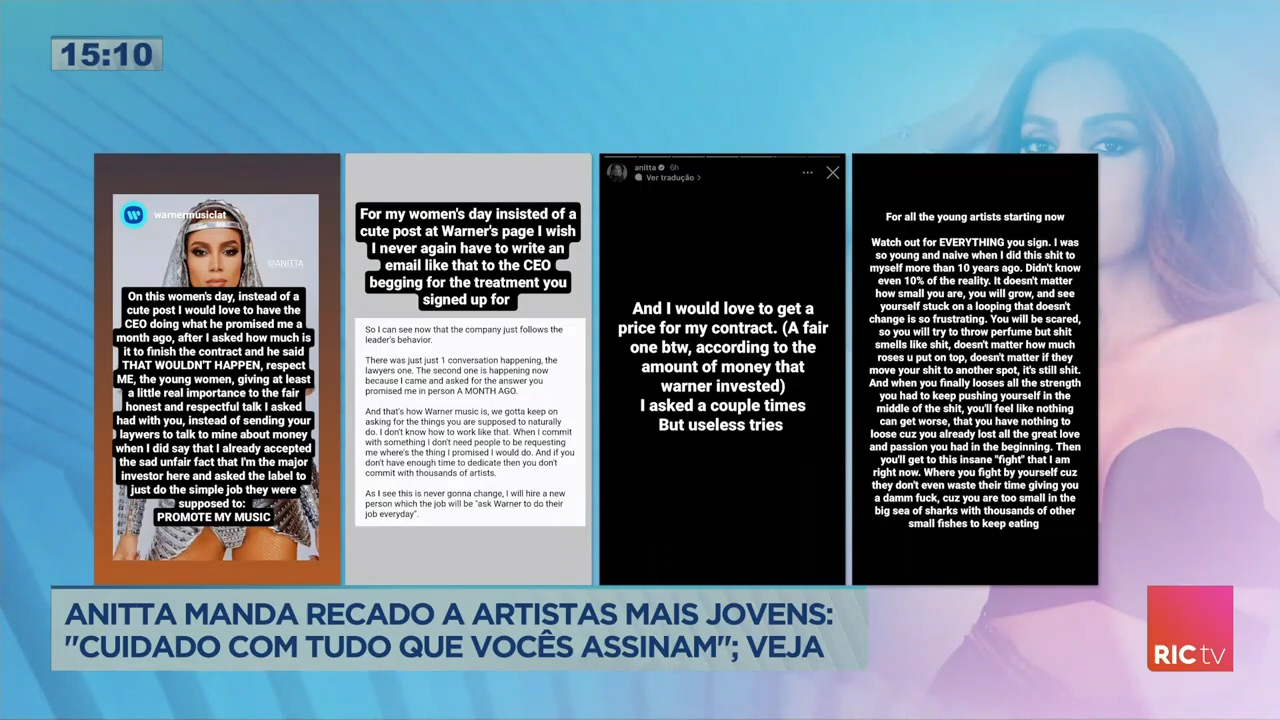 15:10
warnermusiclat
@ANITTA
On this women's day, instead of a
cute post I would love to have the
CEO doing what he promised me a
month ago, after I asked how much is
it to finish the contract and he said
THAT WOULDN'T HAPPEN, respect
ME, the young women, giving at least
a little real importance to the fair
honest and respectful talk I asked
had with you, instead of sending your
laywers to talk to mine about money
when I did say that I already accepted
the sad unfair fact that I'm the major
investor here and asked the label to
just do the simple job they were
supposed to:
PROMOTE MY MUSIC
For my women's day insisted of a
cute post at Warner's page I wish
I never again have to write an
email like that to the CEO
begging for the treatment you
signed up for
So I can see now that the company just follows the
leader's behavior.
There was just just 1 conversation happening, the
lawyers one. The second one is happening now
because I came and asked for the answer you
promised me in person A MONTH AGO.
And that's how Warner music is, we gotta keep on
asking for the things you are supposed to naturally
do. I don't know how to work like that. When I commit
with something I don't need people to be requesting
me where's the thing I promised I would do. And if you
don't have enough time to dedicate then you don't
commit with thousands of artists.
As I see this is never gonna change, I will hire a new
person which the job will be "ask Warner to do their
job everyday".
anitta 6h
Ver tradução
And I would love to get a
price for my contract. (A fair
one btw, according to the
amount of money that
warner invested)
I asked a couple times
But useless tries
For all the young artists starting now
Watch out for EVERYTHING you sign. I was
so young and naive when I did this shit to
myself more than 10 years ago. Didn't know
even 10% of the reality. It doesn't matter
how small you are, you will grow, and see
yourself stuck on a looping that doesn't
change is so frustrating. You will be scared,
so you will try to throw perfume but shit
smells like shit, doesn't matter how much
roses u put on top, doesn't matter if they
move your shit to another spot, it's still shit.
And when you finally looses all the strength
you had to keep pushing yourself in the
middle of the shit, you'll feel like nothing
can get worse, that you have nothing to
loose cuz you already lost all the great love
and passion you had in the beginning. Then
you'll get to this insane "fight" that I am
right now. Where you fight by yourself cuz
they don't even waste their time giving you
a damm fuck, cuz you are too small in the
big sea of sharks with thousands of other
small fishes to keep eating
ANITTA MANDA RECADO A ARTISTAS MAIS JOVENS:
"CUIDADO COM TUDO QUE VOCÊS ASSINAM"; VEJA
RICtv